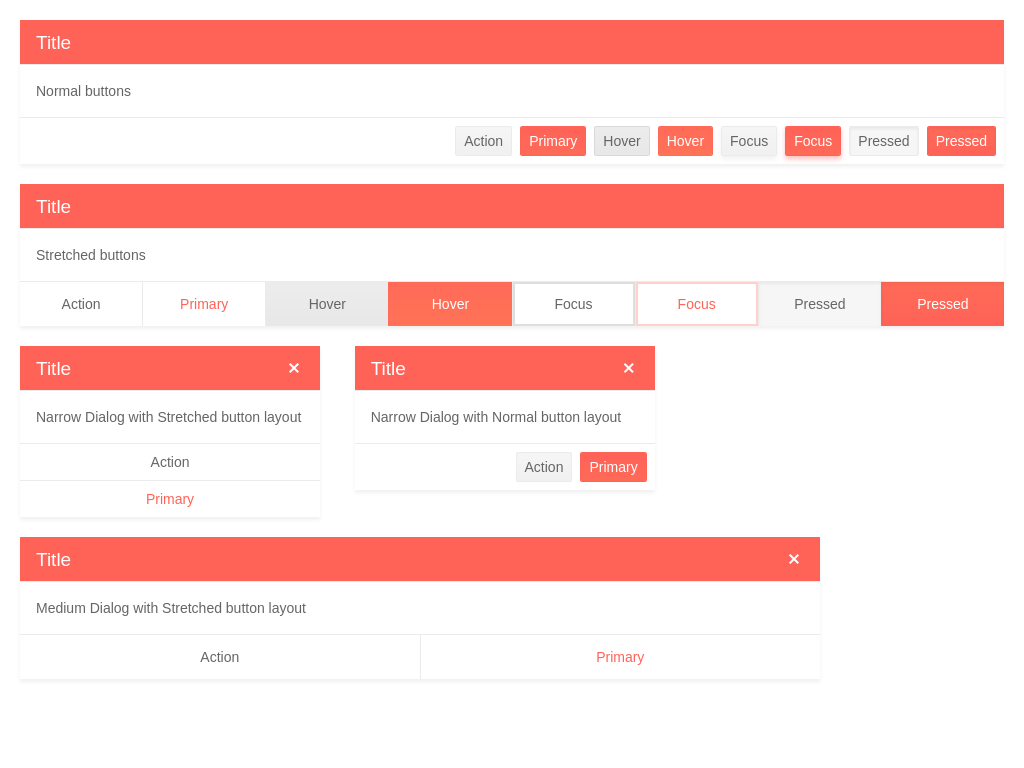 Title
Normal buttons
Action Primary Hover Hover Focus Focus Pressed Pressed
Title
Stretched buttons
Action Primary Hover Hover Focus Focus Pressed Pressed
Title
Narrow Dialog with Stretched button layout
Action
Primary
Title
Narrow Dialog with Normal button layout
Action Primary
Title
Medium Dialog with Stretched button layout
Action Primary